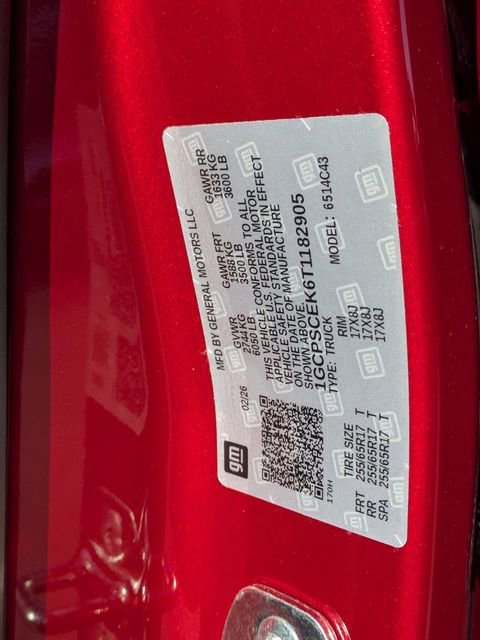 gm
02/26
MFD BY GENERAL MOTORS LLC
GVWR GAWR FRT GAWR RR
2744KG 1588 KG 1633 KG
6050 LB 3500 LB 3600 LB
THIS VEHICLE CONFORMS TO ALL
APPLICABLE U.S. FEDERAL MOTOR
VEHICLE SAFETY STANDARDS IN EFFECT
ON THE DATE OF MANUFACTURE
SHOWN ABOVE.
1GCPSCEK6T1182905
170H
TYPE: TRUCK MODEL: 6514C43
TIRE SIZE RIM
FRT 255/65R17 T 17X8J
RR 255/65R17 T 17X8J
SPA 255/65R17 T 17X8J